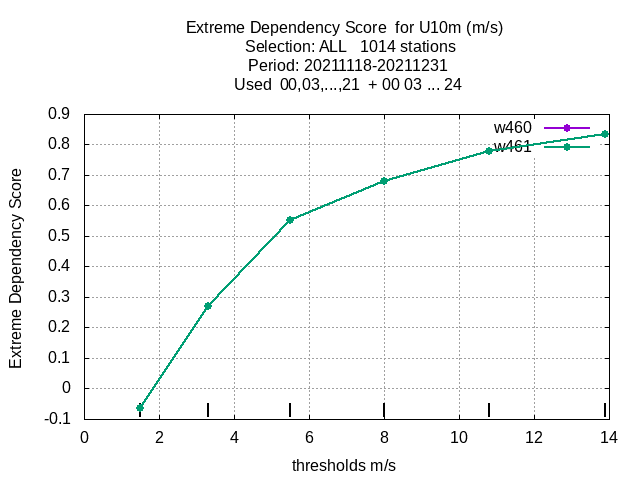 Extreme Dependency Score  for U10m (m/s)
Selection: ALL   1014 stations
Period: 20211118-20211231
Used  00,03,...,21  + 00 03 ... 24
w460
w461
Extreme Dependency Score
0.9
0.8
0.7
0.6
0.5
0.4
0.3
0.2
0.1
0
-0.1
0 2 4 6 8 10 12 14
thresholds m/s